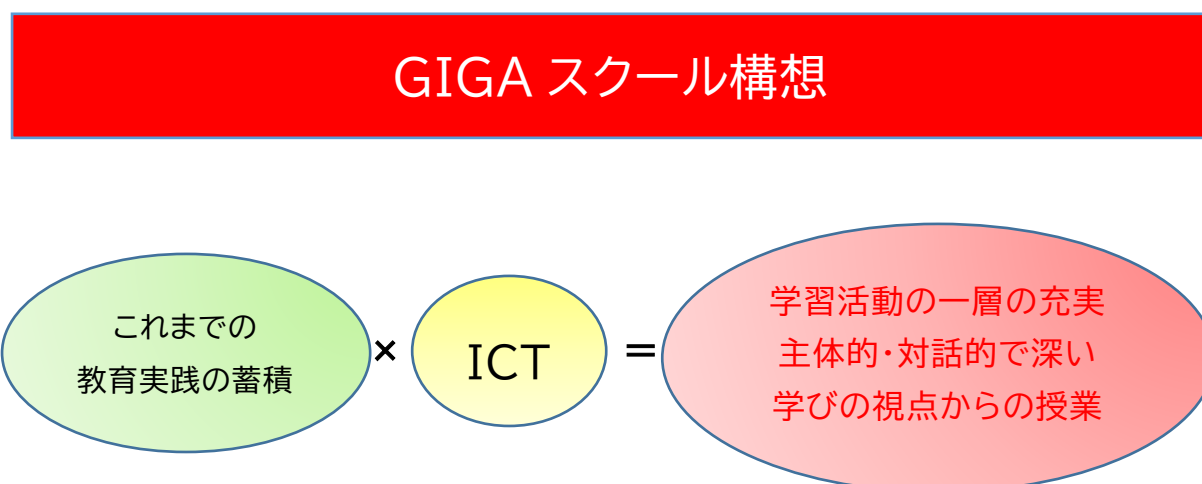 GIGA スクール構想
これまでの
教育実践の蓄積
×
ICT
＝
学習活動の一層の充実
主体的・対話的で深い
学びの視点からの授業